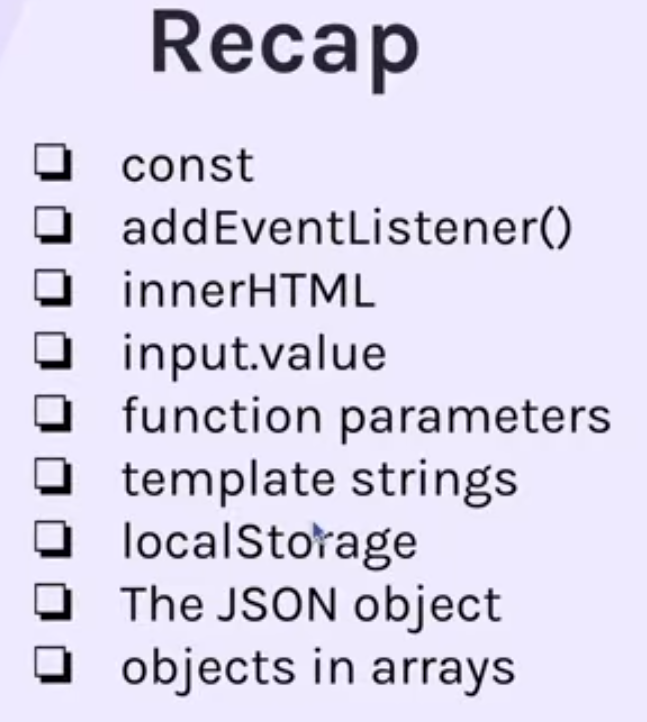 Recap
const
addEventListener()
innerHTML
input.value
function parameters
template strings
localStorage
The JSON object
objects in arrays